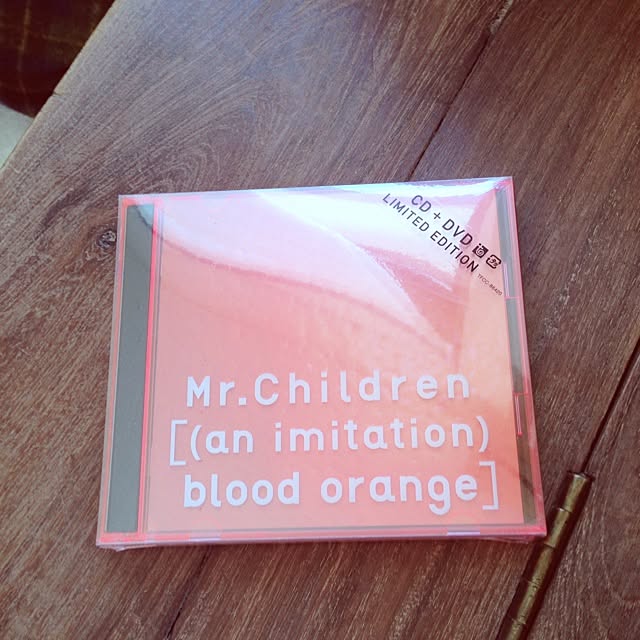 CD + DVD
LIMITED EDITION
Mr.Children
[(an imitation)
blood orange]